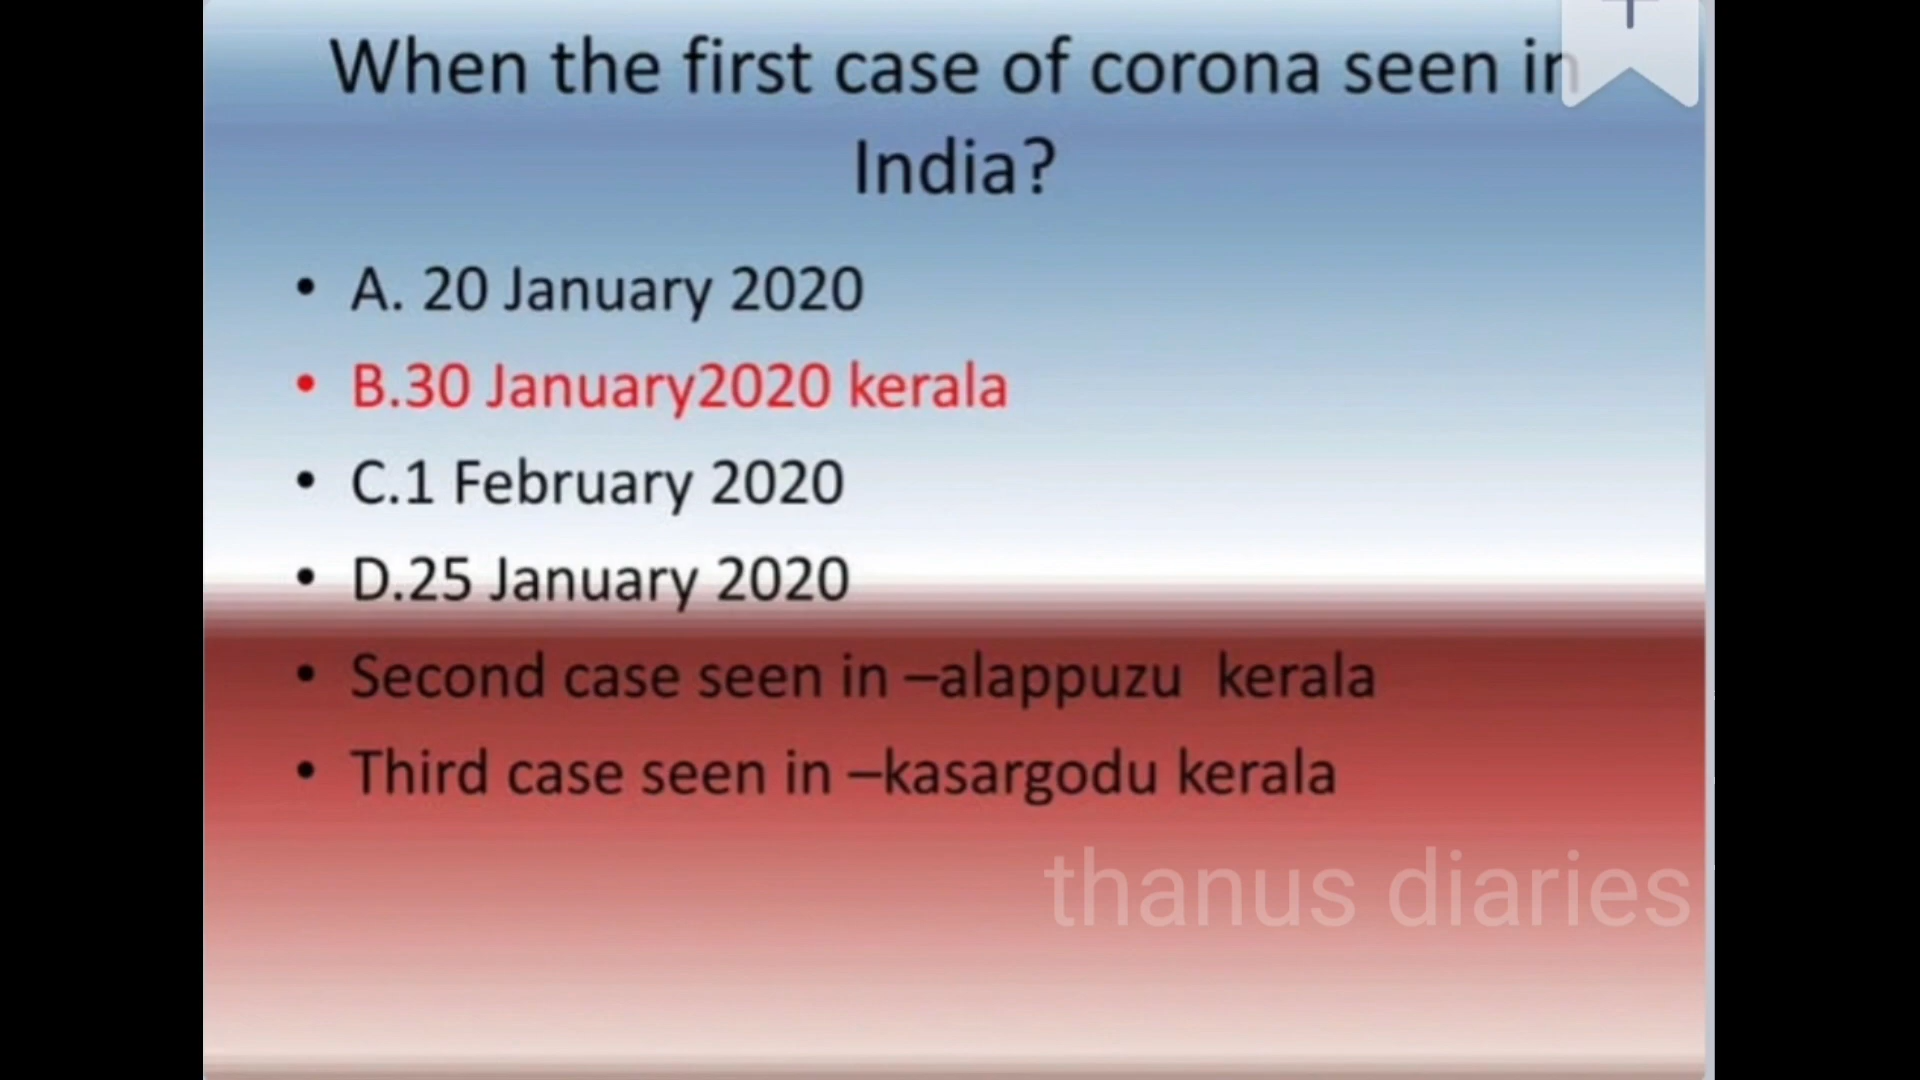 When the first case of corona seen in
India?
• A. 20 January 2020
• B.30 January2020 kerala
• C.1 February 2020
• D.25 January 2020
• Second case seen in –alappuzu  kerala
• Third case seen in –kasargodu kerala
thanus diaries